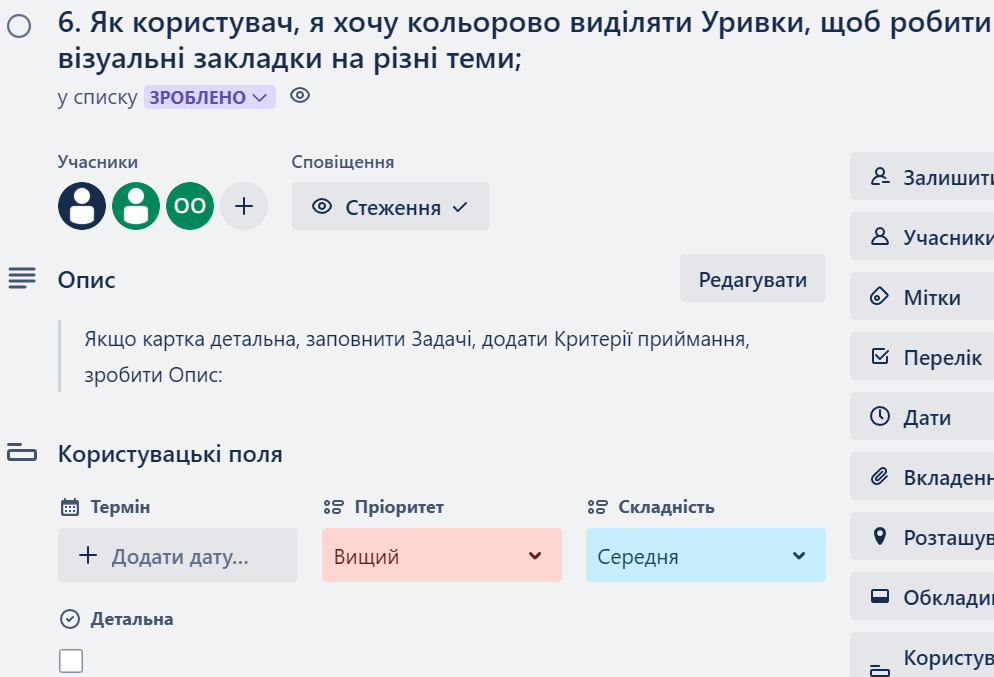 6. Як користувач, я хочу кольорово виділяти Уривки, щоб робити
візуальні закладки на різні теми;
у списку ЗРОБЛЕНО
Учасники
Сповіщення
OO
Стеження
Залишити
Учасники
Опис
Редагувати
Мітки
Якщо картка детальна, заповнити Задачі, додати Критерії приймання,
зробити Опис:
Перелік
Дати
Користувацькі поля
Вкладенн
Термін
Пріоритет
Складність
Розташув
Додати дату...
Вищий
Середня
Обклади
Детальна
Користув